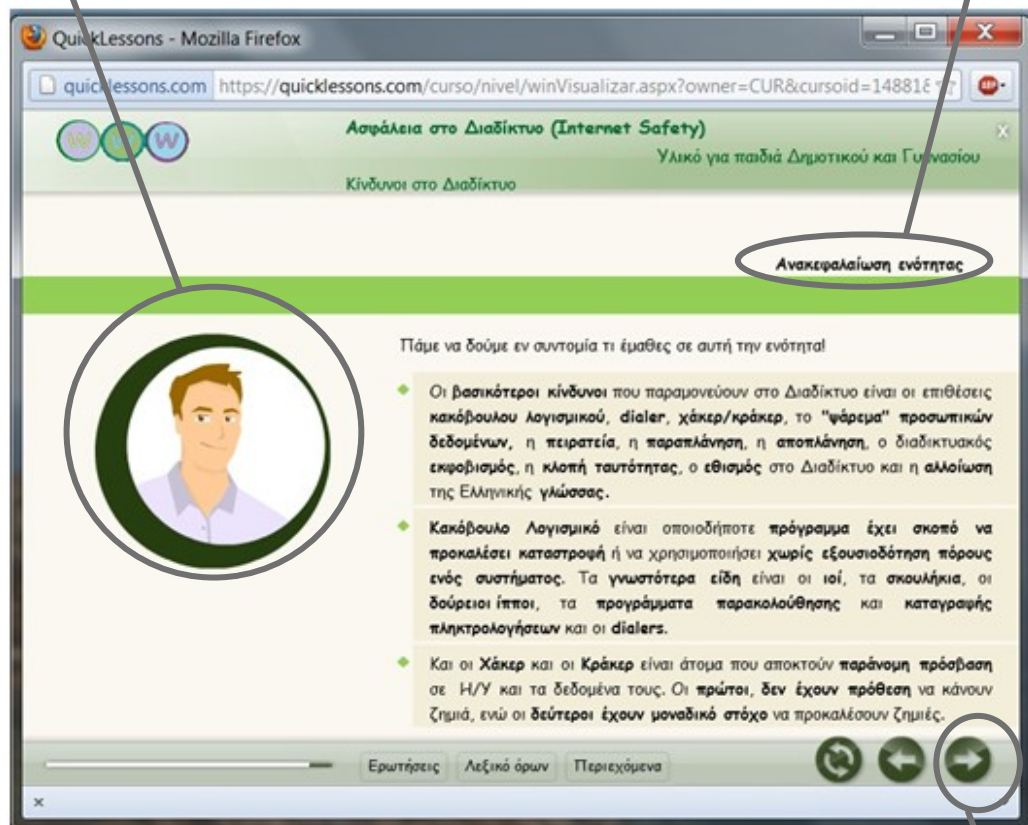 QuickLessons - Mozilla Firefox
quicklessons.com https://quicklessons.com/curso/nivel/winVisualizar.aspx?owner=CUR&cursoid=148818
ABP
WWW
Ασφάλεια στο Διαδίκτυο (Internet Safety)
Υλικό για παιδιά Δημοτικού και Γυμνασίου
Κίνδυνοι στο Διαδίκτυο
Ανακεφαλαίωση ενότητας
Πάμε να δούμε εν συντομία τι έμαθες σε αυτή την ενότητα!
Οι βασικότεροι κίνδυνοι που παραμονεύουν στο Διαδίκτυο είναι οι επιθέσεις
κακόβουλου λογισμικού, dialer, χάκερ/κράκερ, το "ψάρεμα" προσωπικών
δεδομένων, η πειρατεία, η παραπλάνηση, η αποπλάνηση, ο διαδικτυακός
εκφοβισμός, η κλοπή ταυτότητας, ο εθισμός στο Διαδίκτυο και η αλλοίωση
της Ελληνικής γλώσσας.
Κακόβουλο Λογισμικό είναι οποιοδήποτε πρόγραμμα έχει σκοπό να
προκαλέσει καταστροφή ή να χρησιμοποιήσει χωρίς εξουσιοδότηση πόρους
ενός συστήματος. Τα γνωστότερα είδη είναι οι ιοί, τα σκουλήκια, οι
δούρειοι ίπποι, τα προγράμματα παρακολούθησης και καταγραφής
πληκτρολογήσεων και οι dialers.
Και οι Χάκερ και οι Κράκερ είναι άτομα που αποκτούν παράνομη πρόσβαση
σε Η/Υ και τα δεδομένα τους. Οι πρώτοι, δεν έχουν πρόθεση να κάνουν
ζημιά, ενώ οι δεύτεροι έχουν μοναδικό στόχο να προκαλέσουν ζημιές.
Ερωτήσεις Λεξικό όρων Περιεχόμενα